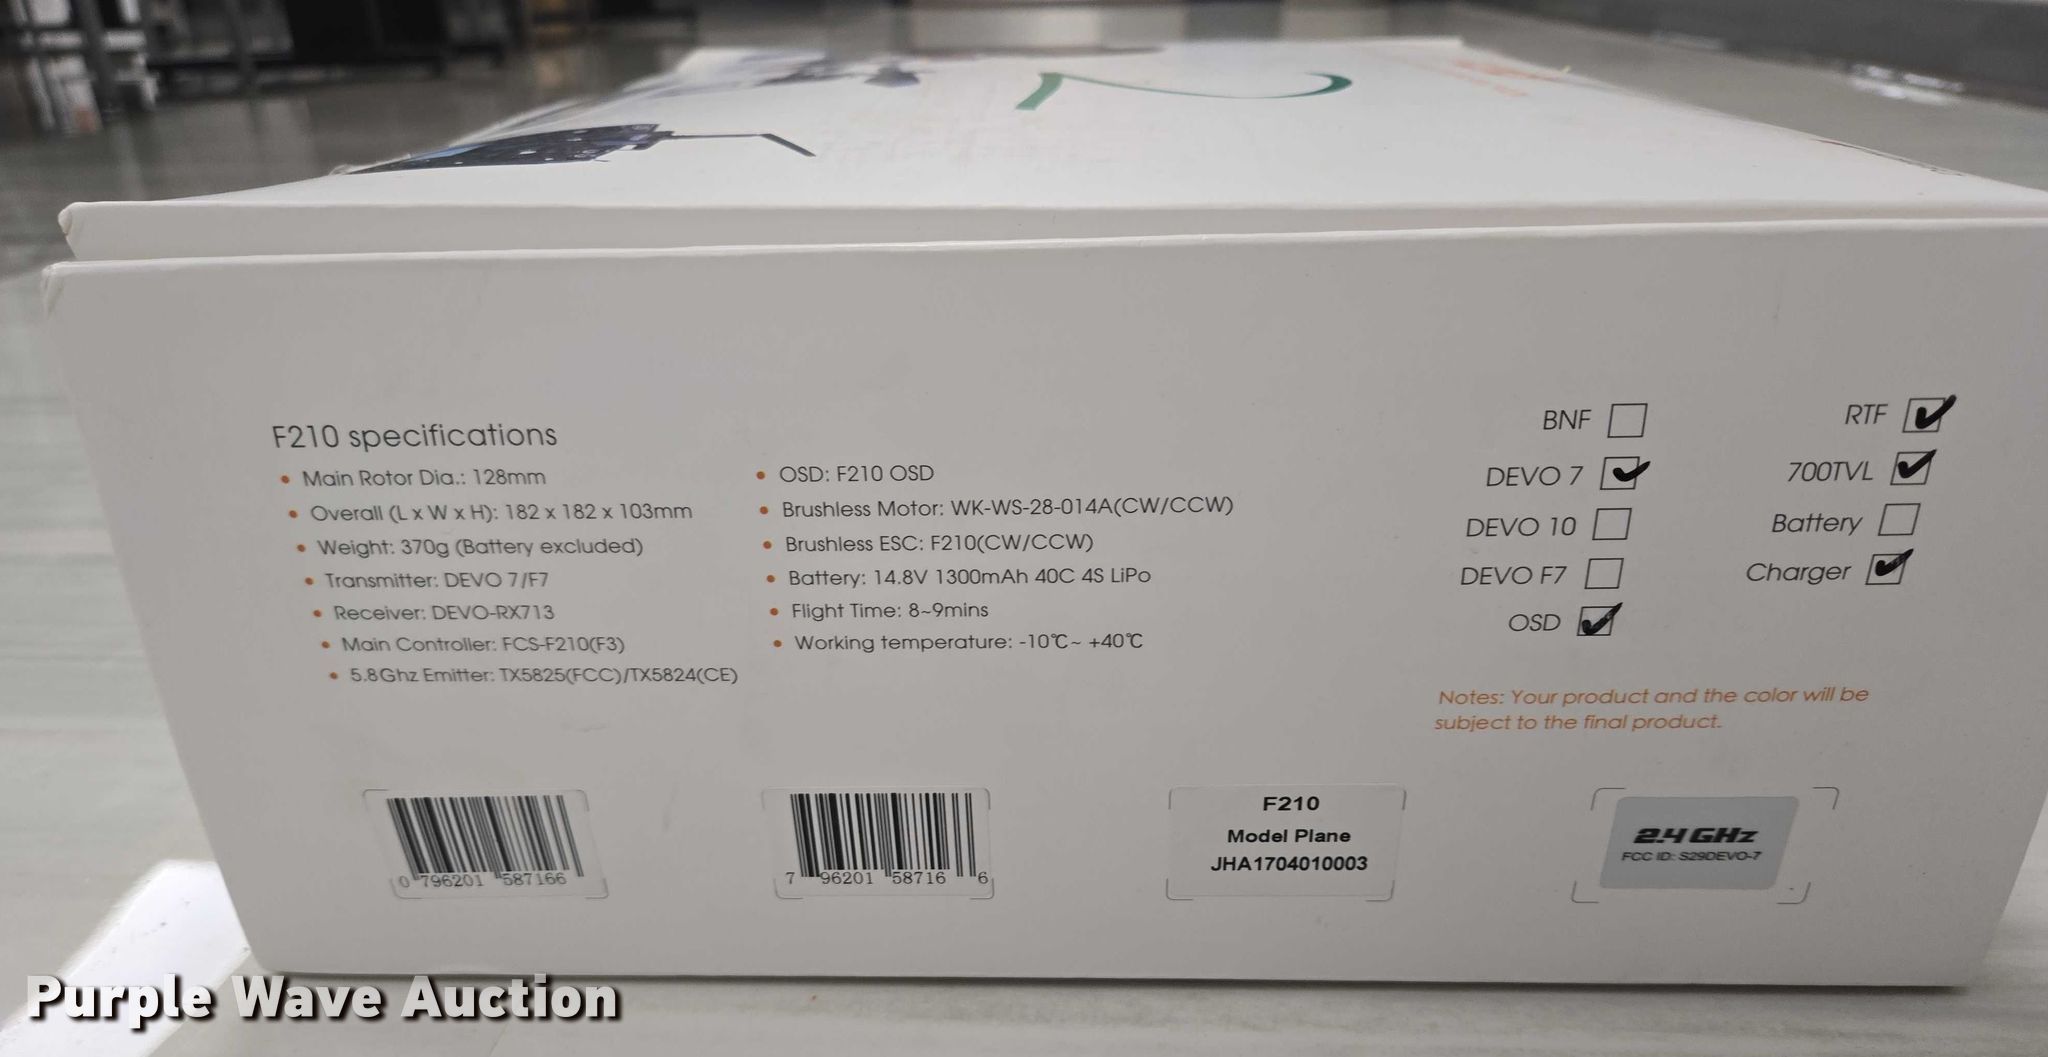 F210 specifications
• Main Rotor Dia.: 128mm
• Overall (L x W x H): 182 x 182 x 103mm
• Weight: 370g (Battery excluded)
• Transmitter: DEVO 7/F7
• Receiver: DEVO-RX713
• Main Controller: FCS-F210(F3)
• 5.8Ghz Emitter: TX5825(FCC)/TX5824(CE)
• OSD: F210 OSD
• Brushless Motor: WK-WS-28-014A(CW/CCW)
• Brushless ESC: F210(CW/CCW)
• Battery: 14.8V 1300mAh 40C 4S LiPo
• Flight Time: 8~9mins
• Working temperature: -10℃~ +40℃
BNF
DEVO 7
DEVO 10
DEVO F7
OSD
RTF
700TVL
Battery
Charger
Notes: Your product and the color will be
subject to the final product.
0 796201 587166
7 96201 58716 6
F210
Model Plane
JHA1704010003
2.4 GHz
FCC ID: S29DEVO-7
Purple Wave Auction